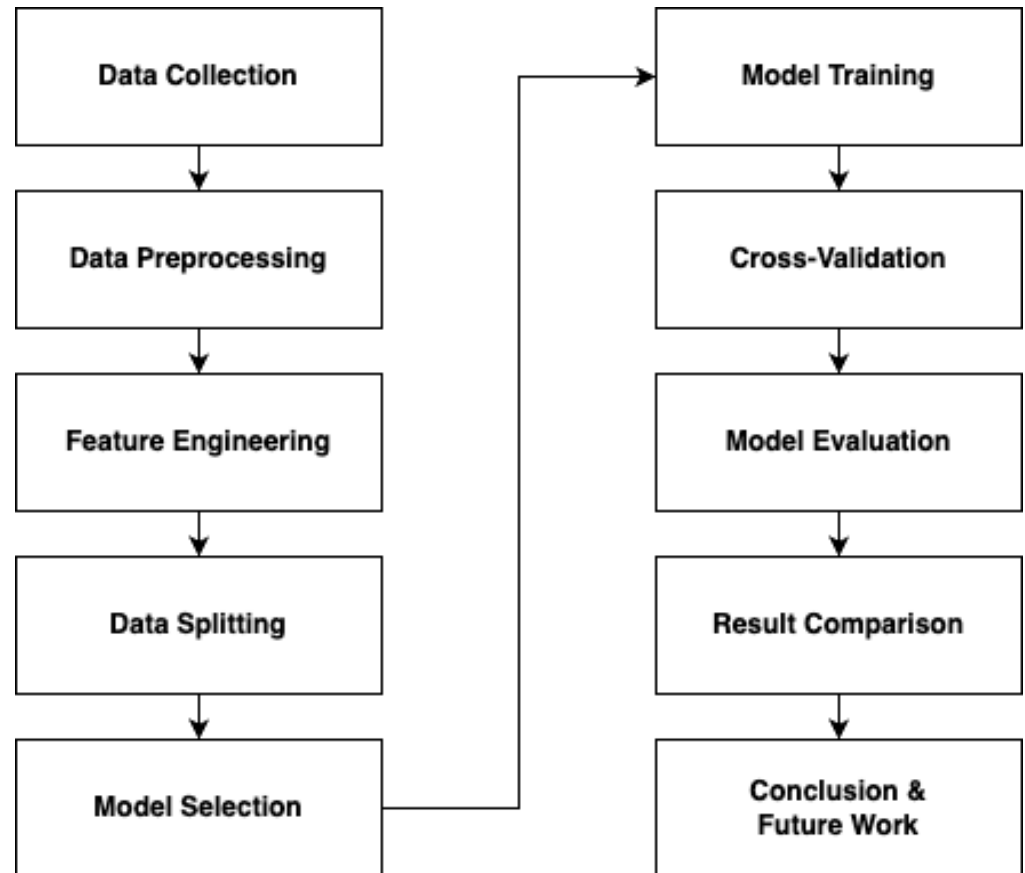 Data Collection
Data Preprocessing
Feature Engineering
Data Splitting
Model Selection
Model Training
Cross-Validation
Model Evaluation
Result Comparison
Conclusion &
Future Work